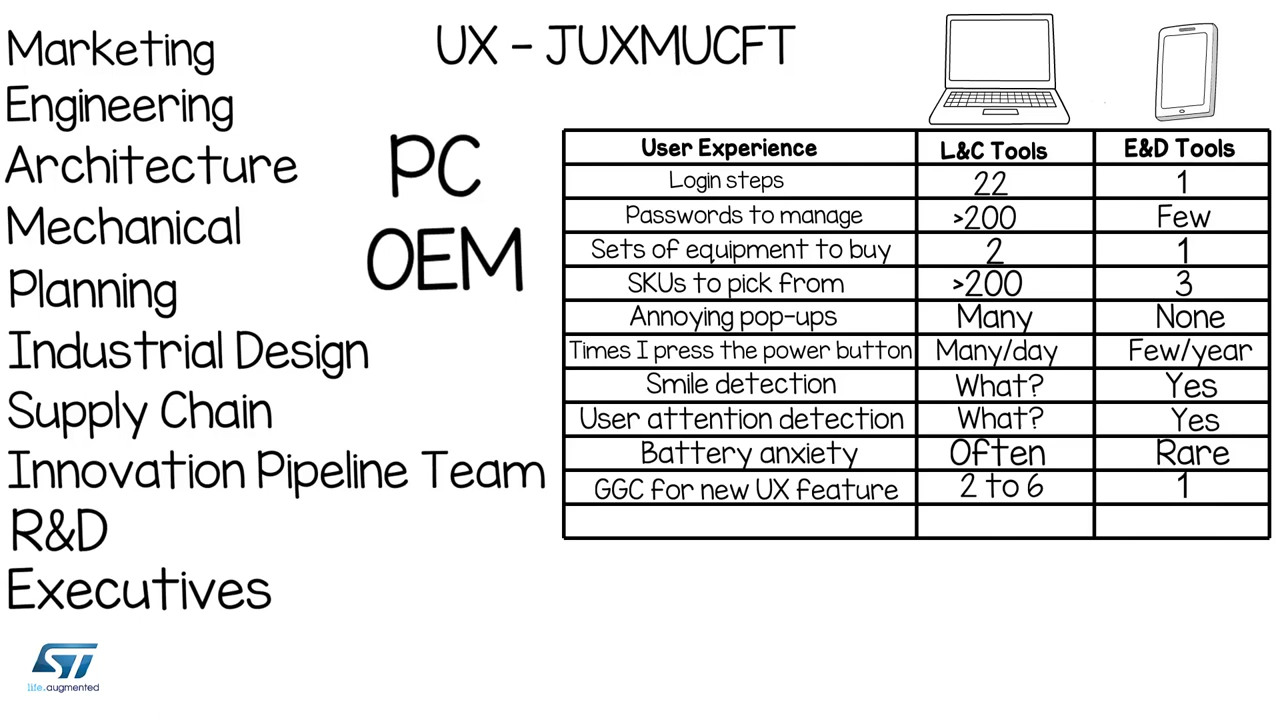 Marketing
Engineering
Architecture
Mechanical
Planning
Industrial Design
Supply Chain
Innovation Pipeline Team
R&D
Executives
UX - JUXMUCFT
PC
OEM
User Experience L&C Tools E&D Tools
Login steps 22 1
Passwords to manage >200 Few
Sets of equipment to buy 2 1
SKUs to pick from >200 3
Annoying pop-ups Many None
Times I press the power button Many/day Few/year
Smile detection What? Yes
User attention detection What? Yes
Battery anxiety Often Rare
GGC for new UX feature 2 to 6 1
ST
life.augmented